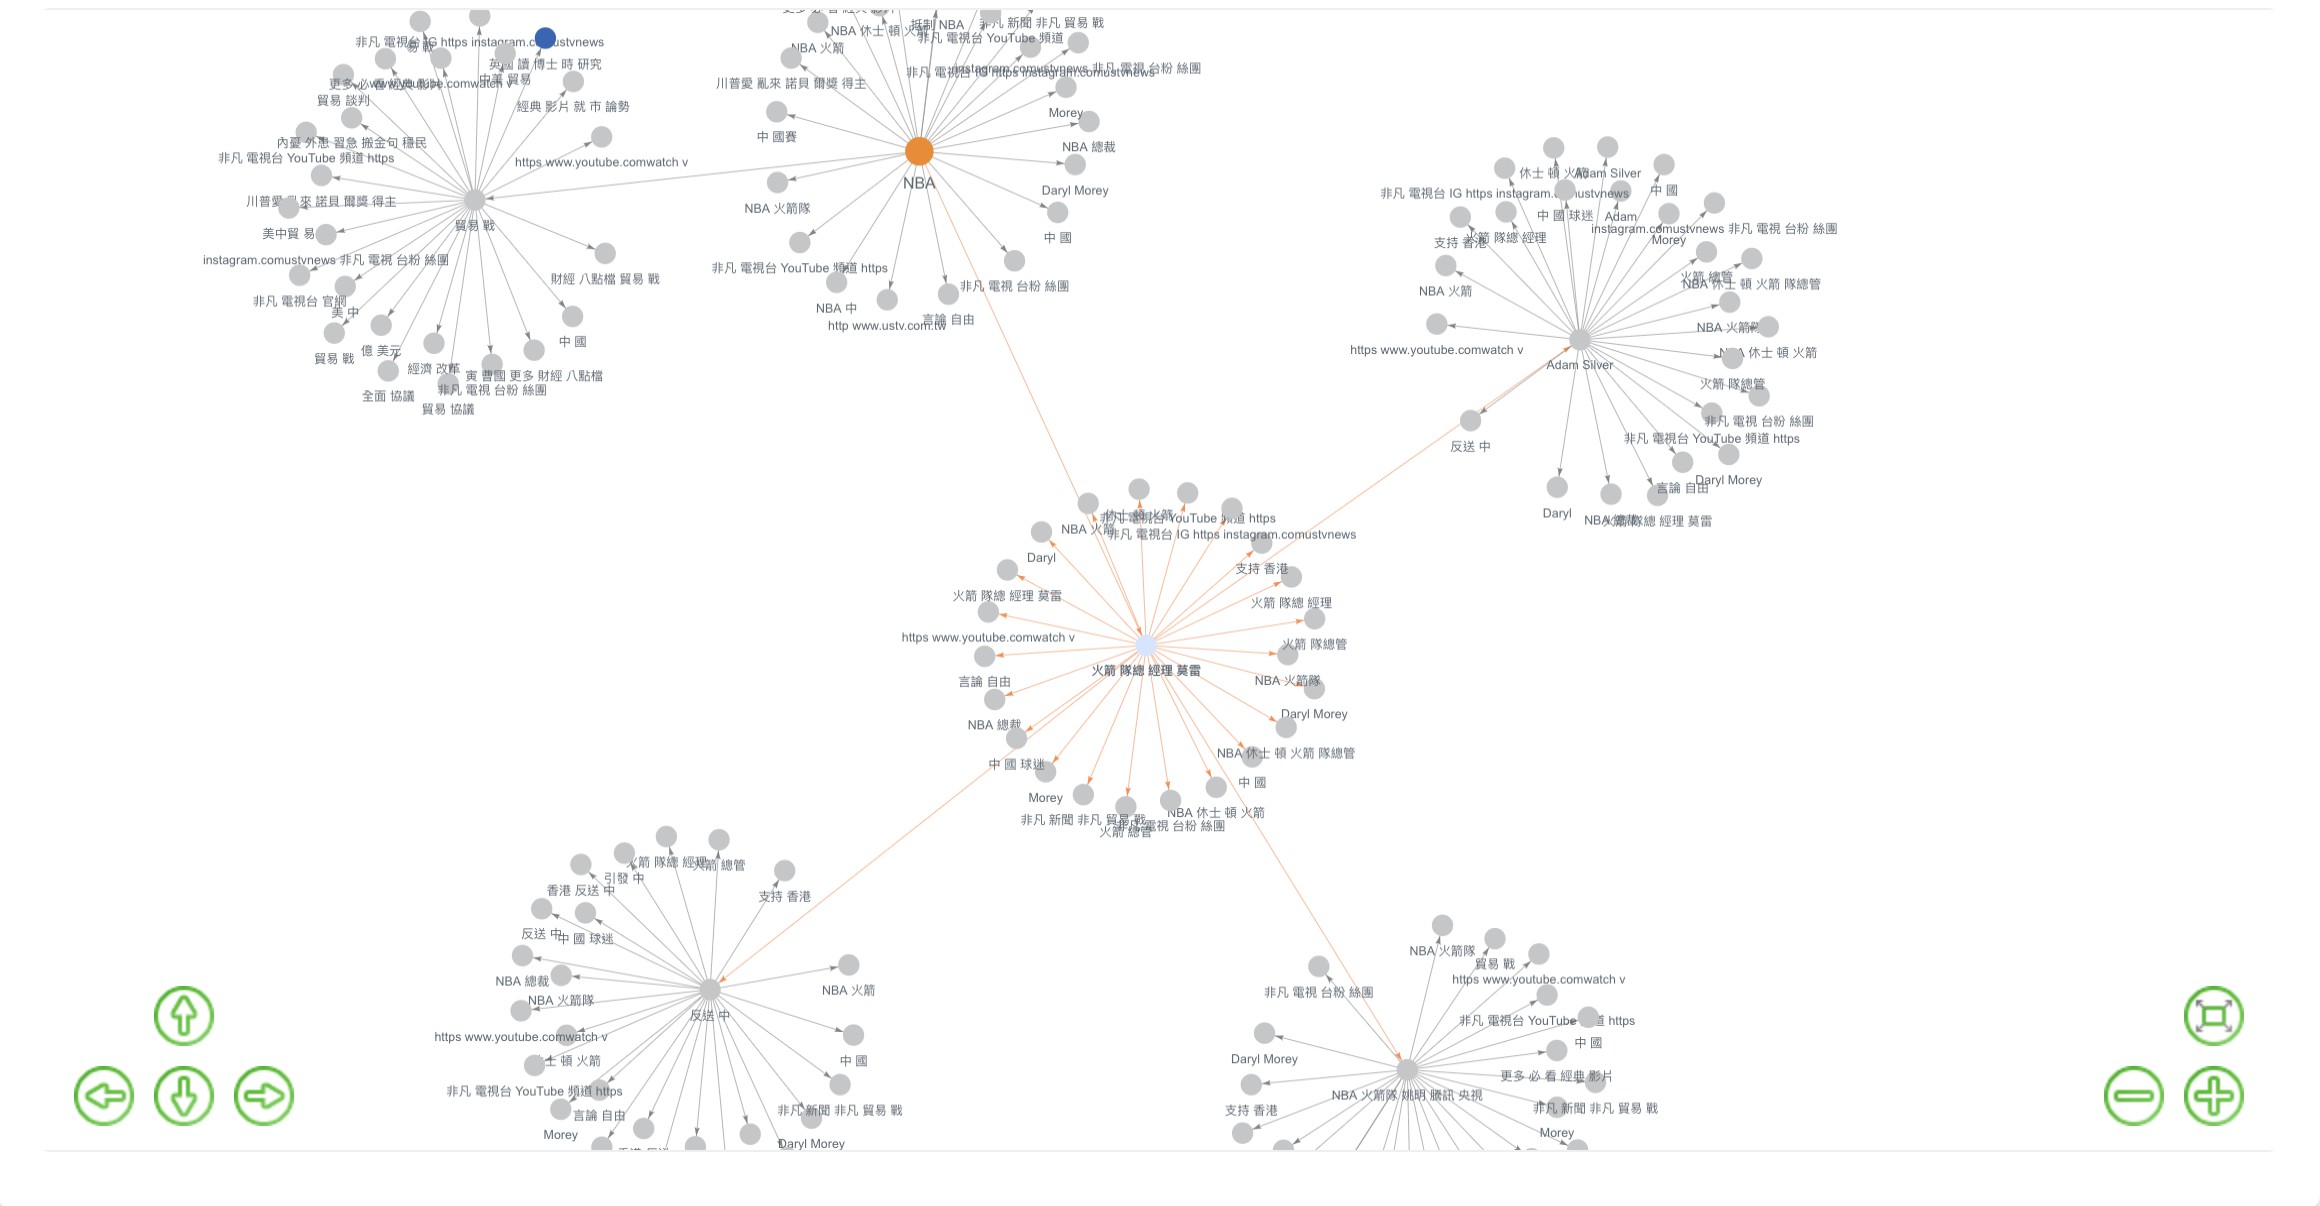 抵制 NBA
非凡 新聞 非凡 貿易 戰
NBA 休士 頓 火箭
非凡 電視台 YouTube 頻道
NBA 火箭
instagram.comustvnews 非凡 電視 台粉 絲團
非凡 電視台 IG https instagram.comustvnews
川普愛 亂來 諾貝 爾獎 得主
Morey
中 國賽
NBA 總裁
NBA
Daryl Morey
NBA 火箭隊
中 國
非凡 電視台 YouTube 頻道 https
非凡 電視 台粉 絲團
NBA 中
言論 自由
http www.ustv.com.tw
非凡 電視台 IG https instagram.comustvnews
易 戰
英國 讀 博士 時 研究
中美 貿易
www.youtube.comwatch v
貿易 談判
經典 影片 就 市 論勢
內憂 外患 習急 搬金句 穩民
非凡 電視台 YouTube 頻道 https
https www.youtube.comwatch v
川普愛 亂來 諾貝 爾獎 得主
貿易 戰
美中貿 易
instagram.comustvnews 非凡 電視 台粉 絲團
財經 八點檔 貿易 戰
非凡 電視台 官網
美 中
中 國
貿易 戰
億 美元
經濟 改革
寅 曹國 更多 財經 八點檔
非凡 電視 台粉 絲團
全面 協議
貿易 協議
休士 頓 火箭
Adam Silver
中 國
非凡 電視台 IG https instagram.comustvnews
中 國 球迷
Adam
instagram.comustvnews 非凡 電視 台粉 絲團
支持 香港
火箭 隊總 經理
Morey
火箭 總管
NBA 休士 頓 火箭 隊總管
NBA 火箭
NBA 火箭隊
https www.youtube.comwatch v
NBA 休士 頓 火箭
Adam Silver
火箭 隊總管
非凡 電視 台粉 絲團
非凡 電視台 YouTube 頻道 https
反送 中
Daryl Morey
言論 自由
Daryl
NBA 總裁
火箭 隊總 經理 莫雷
休士 頓 火箭
非凡 電視台 YouTube 頻道 https
NBA 火箭
非凡 電視台 IG https instagram.comustvnews
Daryl
支持 香港
火箭 隊總 經理 莫雷
火箭 隊總 經理
https www.youtube.comwatch v
火箭 隊總管
火箭 隊總 經理 莫雷
言論 自由
NBA 火箭隊
Daryl Morey
NBA 總裁
NBA 休士 頓 火箭 隊總管
中 國 球迷
中 國
Morey
NBA 休士 頓 火箭
非凡 新聞 非凡 貿易 戰
非凡 電視 台粉 絲團
火箭 總管
火箭 隊總 經理
火箭 總管
引發 中
香港 反送 中
支持 香港
反送 中
中 國 球迷
NBA 總裁
NBA 火箭
NBA 火箭隊
反送 中
https www.youtube.comwatch v
士 頓 火箭
中 國
非凡 電視台 YouTube 頻道 https
言論 自由
非凡 新聞 非凡 貿易 戰
Morey
Daryl Morey
NBA 火箭隊
貿易 戰
https www.youtube.comwatch v
非凡 電視 台粉 絲團
非凡 電視台 YouTube 頻道 https
中 國
Daryl Morey
更多 必 看 經典 影片
NBA 火箭隊 姚明 騰訊 央視
支持 香港
非凡 新聞 非凡 貿易 戰
Morey